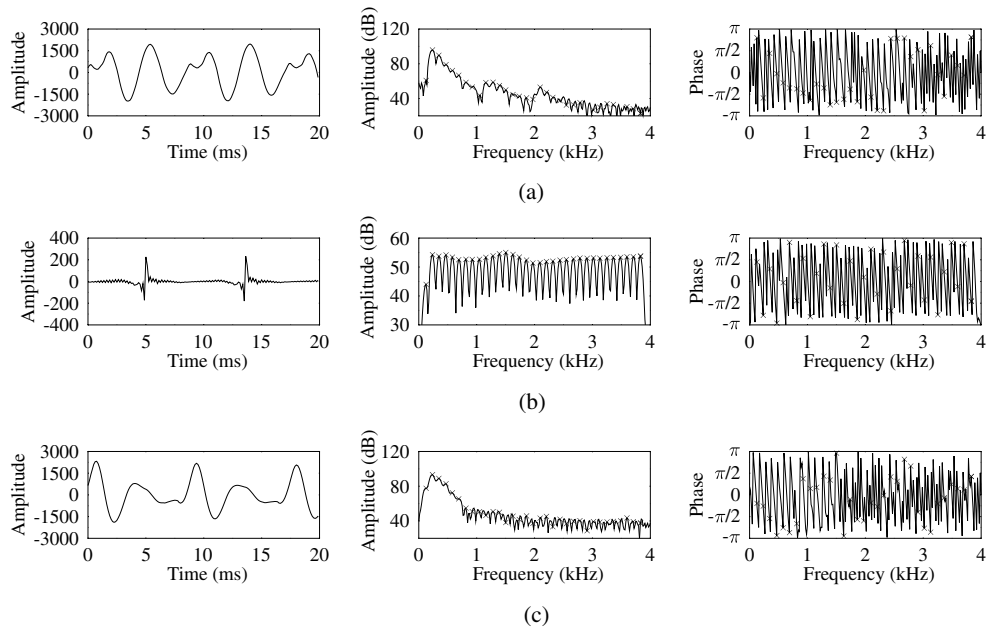 3000
1500
0
-1500
-3000
Amplitude
0 5 10 15 20
Time (ms)
120
80
40
Amplitude (dB)
0 1 2 3 4
Frequency (kHz)
π
π/2
0
-π/2
-π
Phase
0 1 2 3 4
Frequency (kHz)
(a)
400
200
0
-200
-400
Amplitude
0 5 10 15 20
Time (ms)
60
50
40
30
Amplitude (dB)
0 1 2 3 4
Frequency (kHz)
π
π/2
0
-π/2
-π
Phase
0 1 2 3 4
Frequency (kHz)
(b)
3000
1500
0
-1500
-3000
Amplitude
0 5 10 15 20
Time (ms)
120
80
40
Amplitude (dB)
0 1 2 3 4
Frequency (kHz)
π
π/2
0
-π/2
-π
Phase
0 1 2 3 4
Frequency (kHz)
(c)